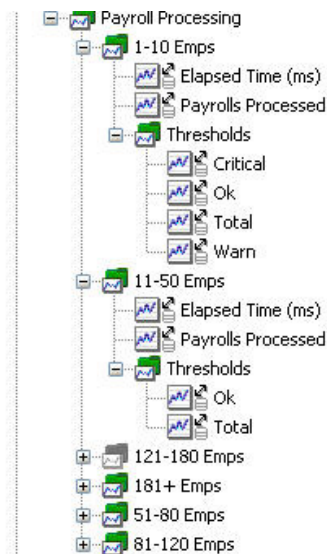 Payroll Processing
1-10 Emps
Elapsed Time (ms)
Payrolls Processed
Thresholds
Critical
Ok
Total
Warn
11-50 Emps
Elapsed Time (ms)
Payrolls Processed
Thresholds
Ok
Total
121-180 Emps
181+ Emps
51-80 Emps
81-120 Emps